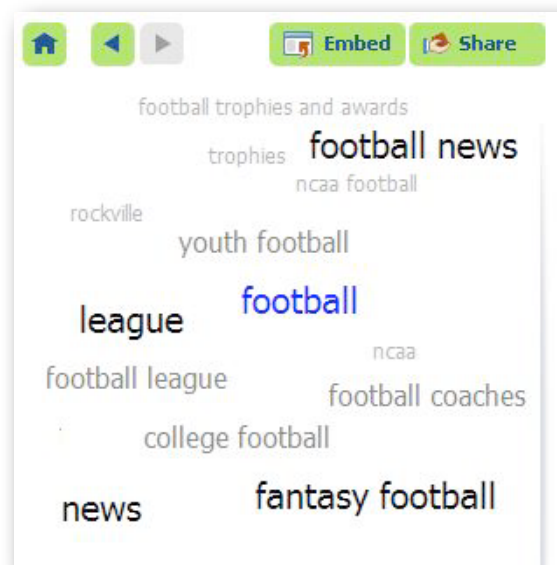 Embed Share
football trophies and awards
trophies football news
ncaa football
rockville
youth football
football
league
ncaa
football league
football coaches
college football
fantasy football
news